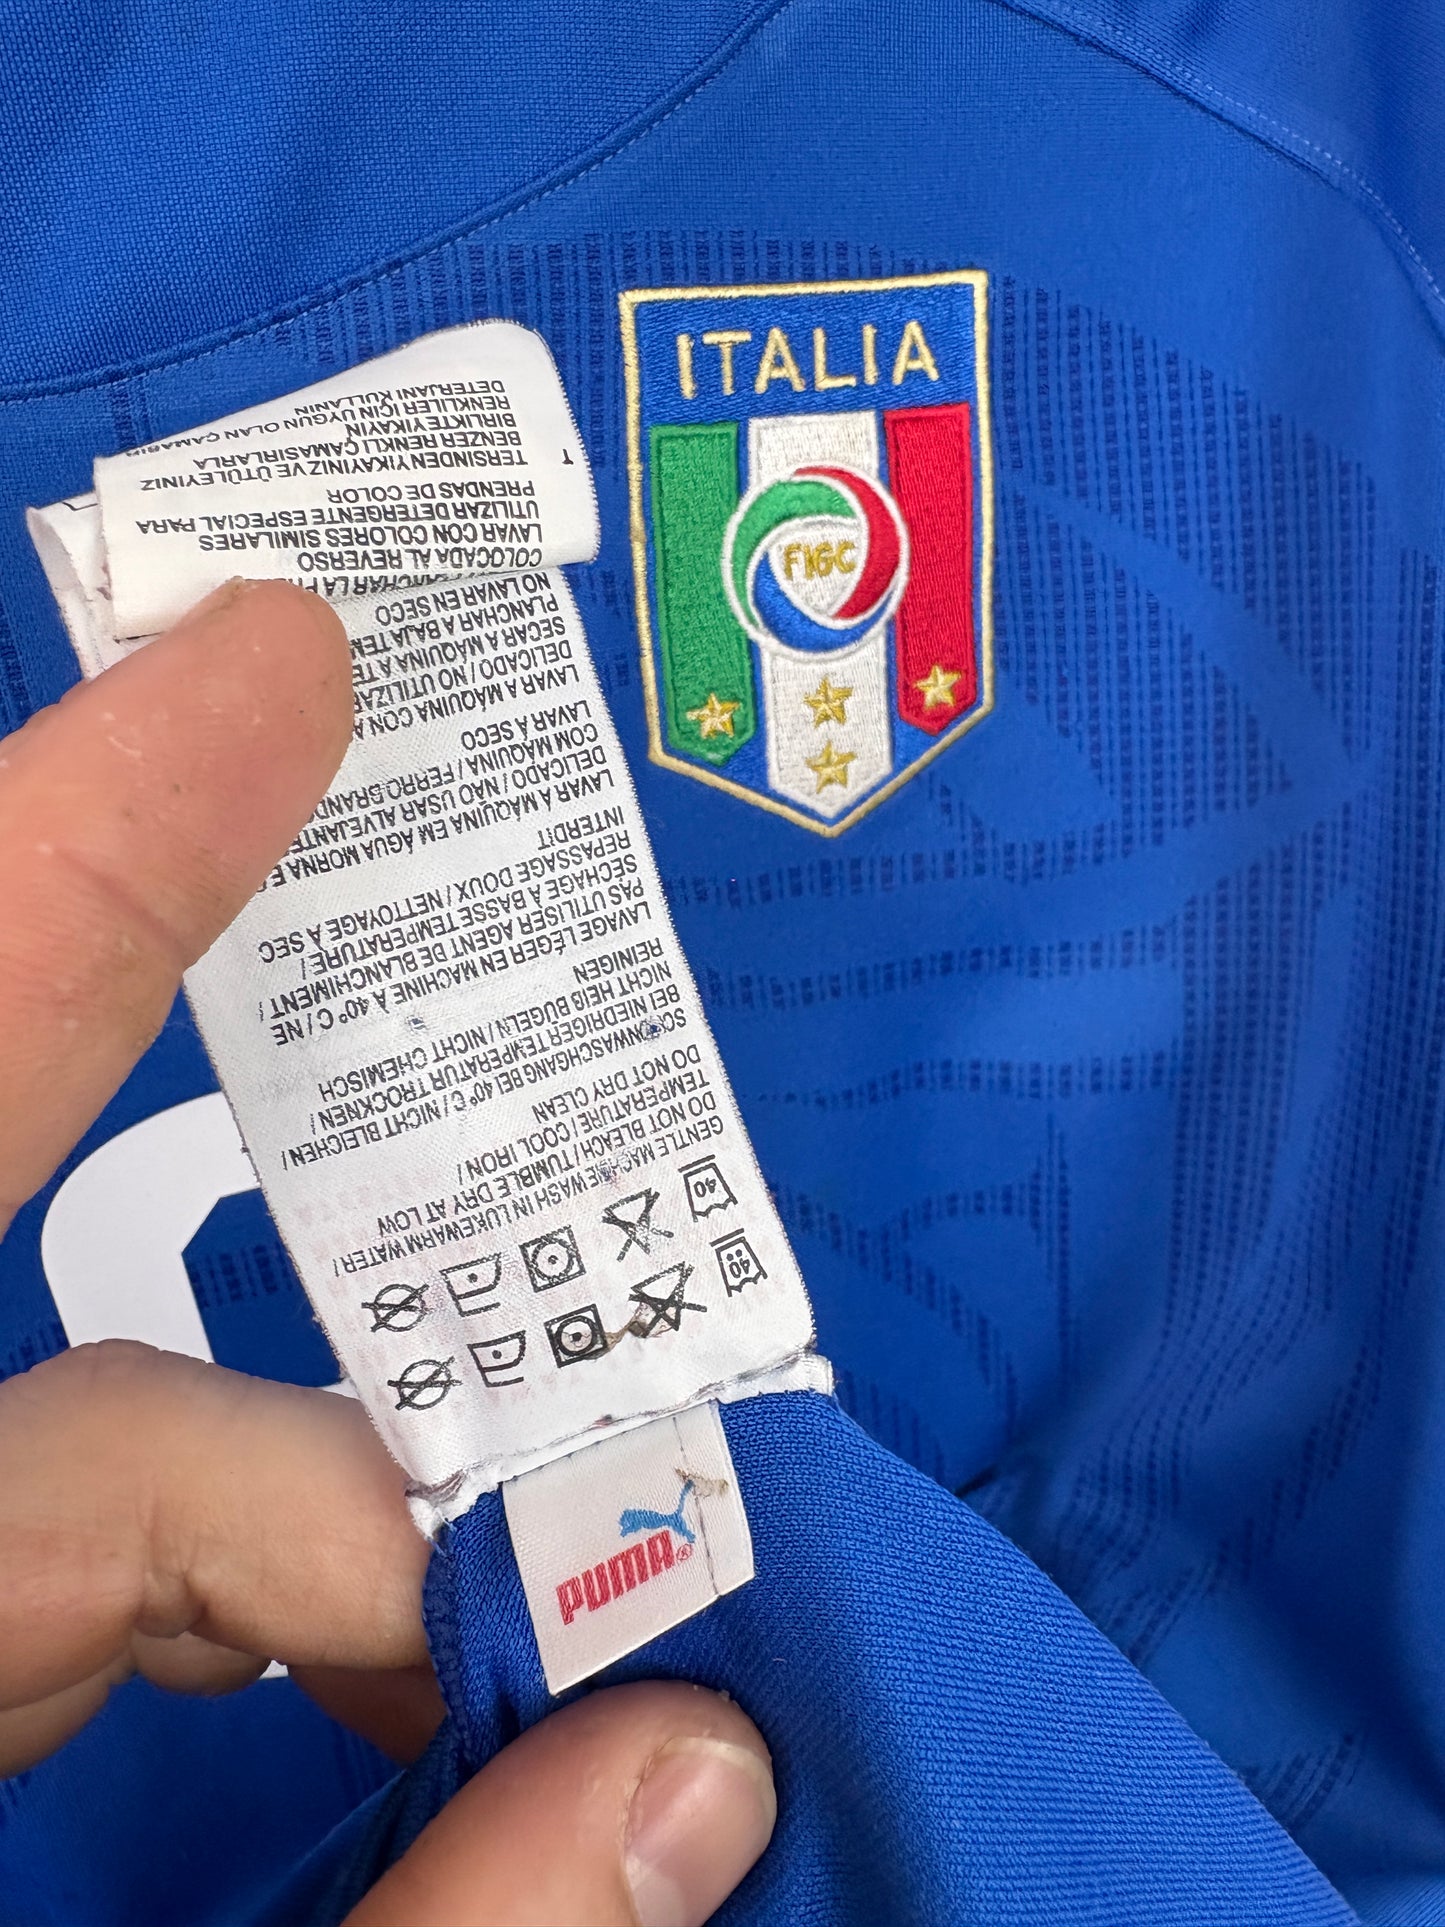 ITALIA
FIGC
40
40
GENTLE MACHINE WASH IN LUKEWARM WATER /
DO NOT BLEACH / TUMBLE DRY AT LOW
TEMPERATURE / COOL IRON /
DO NOT DRY CLEAN
SCHONWASCHGANG BEI 40° C / NICHT BLEICHEN /
BEI NIEDRIGER TEMPERATUR TROCKNEN /
NICHT HEIß BÜGELN / NICHT CHEMISCH
REINIGEN
LAVAGE LÉGER EN MACHINE À 40° C / NE
PAS UTILISER AGENT DE BLANCHIMENT /
SÉCHAGE À BASSE TEMPERATURE /
REPASSAGE DOUX / NETTOYAGE À SEC
INTERDIT
LAVAR À MÁQUINA EM ÁGUA MORNA E
DELICADO / NÃO USAR ALVEJANTE
COM MÁQUINA / FERRO BRANDO
LAVAR À SECO
LAVAR A MÁQUINA CON
DELICADO / NO UTILIZAR
SECAR A MÁQUINA A
PLANCHAR A BAJA
NO LAVAR EN SECO
COLOCADA AL REVERSO
LAVAR CON COLORES SIMILARES
UTILIZAR DETERGENTE ESPECIAL PARA
PRENDAS DE COLOR
TERSINDEN YIKAYINIZ VE ÜTÜLEYINIZ
BENZER RENKLI ÇAMASIRLARLA
BIRLIKTE YIKAYIN
RENKLILER IÇIN UYGUN OLAN
DETERJANI KULLANIN
T
PUMA®